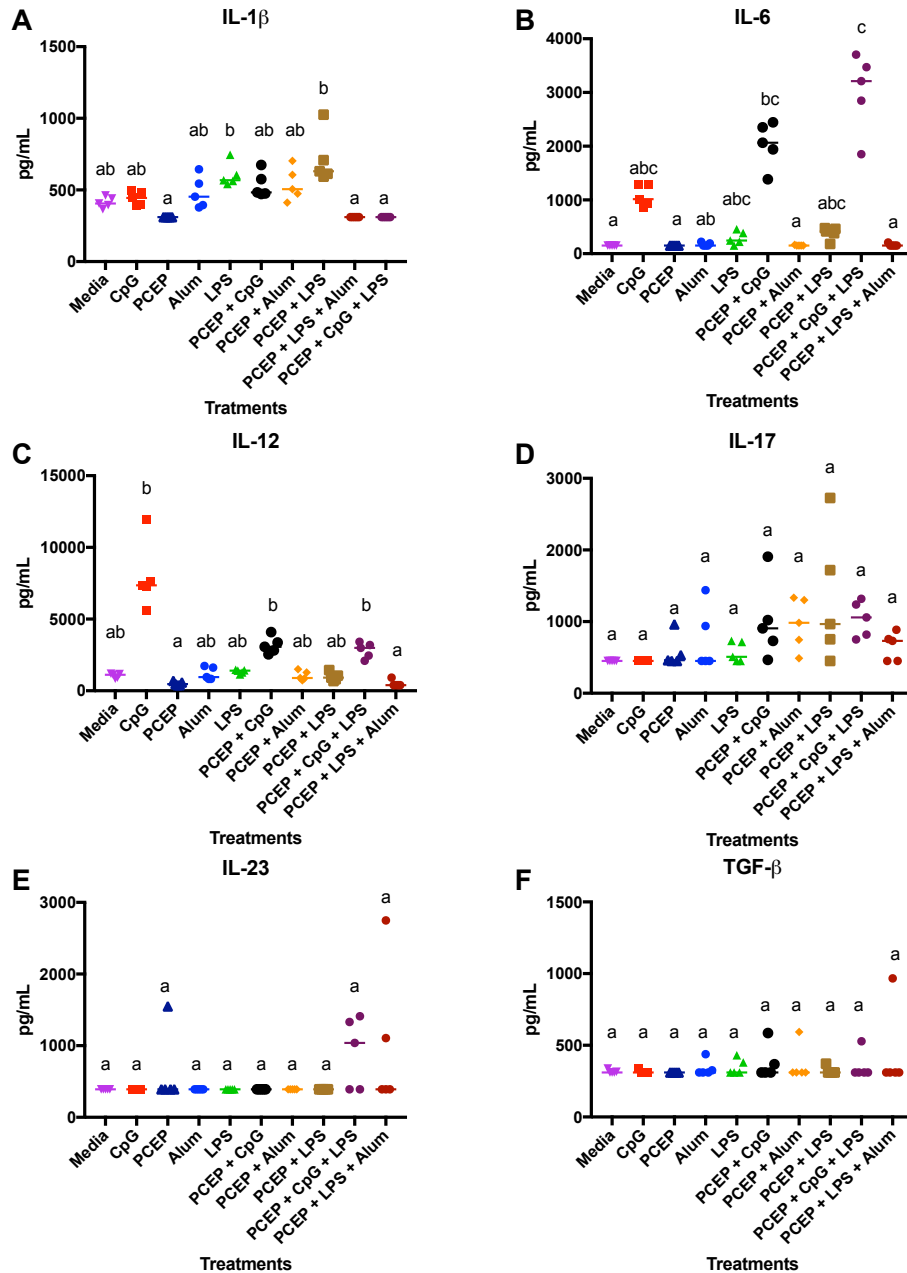 A
IL-1β
pg/mL
1500
1000
500
0
ab
ab
a
ab
b
ab
ab
b
a
a
Media
CpG
PCEP
Alum
LPS
PCEP + CpG
PCEP + Alum
PCEP + LPS
PCEP + LPS + Alum
PCEP + CpG + LPS
Tratments
B
IL-6
pg/mL
4000
3000
2000
1000
0
a
abc
a
ab
abc
bc
a
abc
c
a
Media
CpG
PCEP
Alum
LPS
PCEP + CpG
PCEP + Alum
PCEP + LPS
PCEP + CpG + LPS
PCEP + LPS + Alum
Treatments
C
IL-12
pg/mL
15000
10000
5000
0
ab
b
a
ab
ab
b
ab
ab
b
a
Media
CpG
PCEP
Alum
LPS
PCEP + CpG
PCEP + Alum
PCEP + LPS
PCEP + CpG + LPS
PCEP + LPS + Alum
Treatments
D
IL-17
pg/mL
3000
2000
1000
0
a
a
a
a
a
a
a
a
a
a
Media
CpG
PCEP
Alum
LPS
PCEP + CpG
PCEP + Alum
PCEP + LPS
PCEP + CpG + LPS
PCEP + LPS + Alum
Treatments
E
IL-23
pg/mL
3000
2000
1000
0
a
a
a
a
a
a
a
a
a
a
Media
CpG
PCEP
Alum
LPS
PCEP + CpG
PCEP + Alum
PCEP + LPS
PCEP + CpG + LPS
PCEP + LPS + Alum
Treatments
F
TGF-β
pg/mL
1500
1000
500
0
a
a
a
a
a
a
a
a
a
a
Media
CpG
PCEP
Alum
LPS
PCEP + CpG
PCEP + Alum
PCEP + LPS
PCEP + CpG + LPS
PCEP + LPS + Alum
Treatments